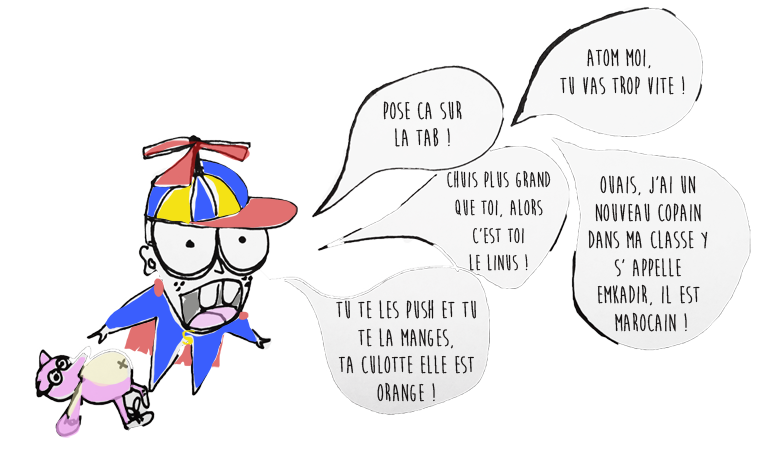 ATOM MOI,
TU VAS TROP VITE !
POSE CA SUR
LA TAB !
CHUIS PLUS GRAND
QUE TOI, ALORS
C'EST TOI
LE LINUS !
OUAIS, J'AI UN
NOUVEAU COPAIN
DANS MA CLASSE Y
S' APPELLE
EMKADIR, IL EST
MAROCAIN !
TU TE LES PUSH ET TU
TE LA MANGES,
TA CULOTTE ELLE EST
ORANGE !